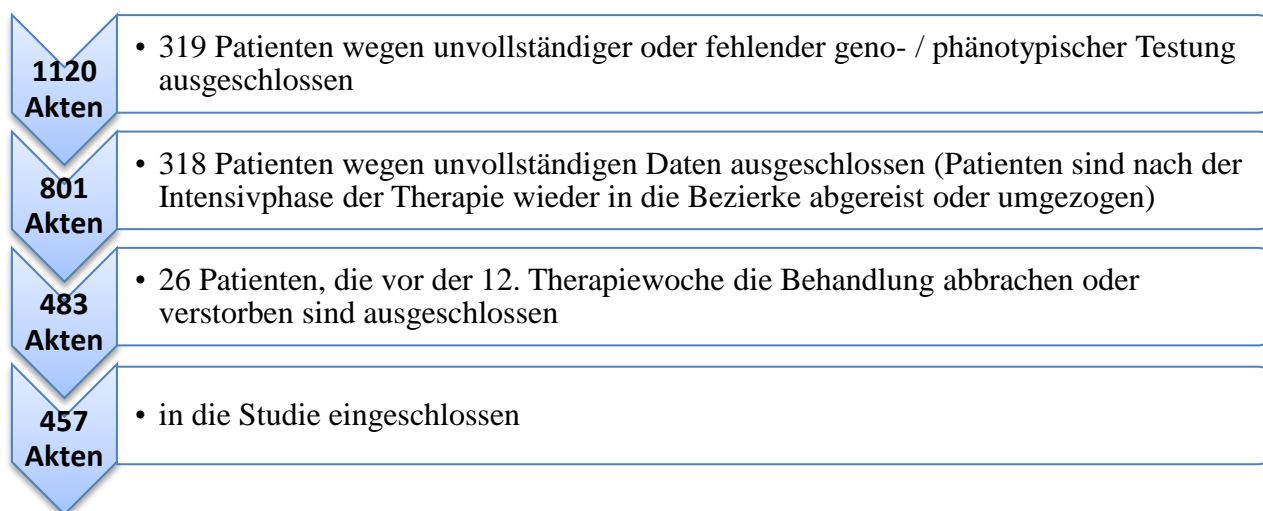 1120
Akten
• 319 Patienten wegen unvollständiger oder fehlender geno- / phänotypischer Testung
ausgeschlossen
801
Akten
• 318 Patienten wegen unvollständigen Daten ausgeschlossen (Patienten sind nach der
Intensivphase der Therapie wieder in die Bezierke abgereist oder umgezogen)
483
Akten
• 26 Patienten, die vor der 12. Therapiewoche die Behandlung abbrachen oder
verstorben sind ausgeschlossen
457
Akten
• in die Studie eingeschlossen